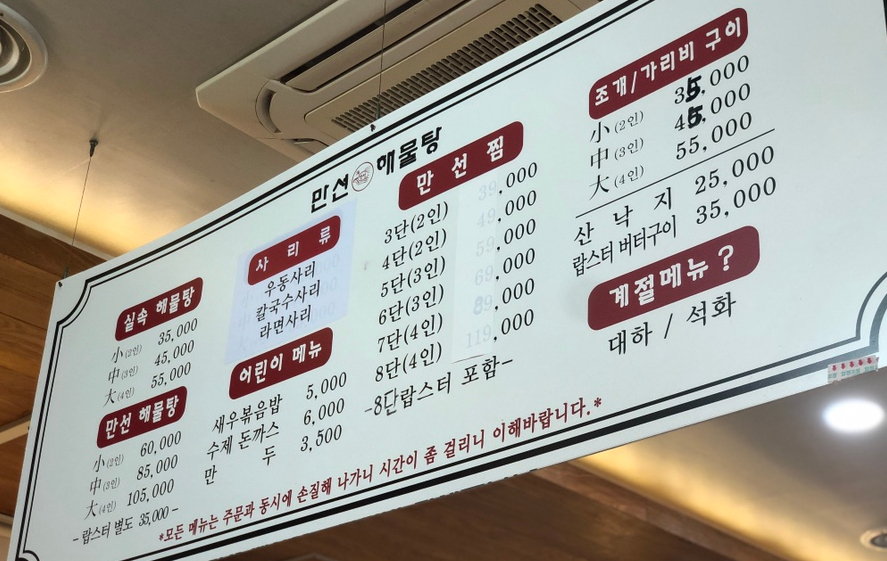 만선 해물탕
실속 해물탕
小(2인) 35,000
中(3인) 45,000
大(4인) 55,000
만선 해물탕
小(2인) 60,000
中(3인) 85,000
大(4인) 105,000
-랍스터 별도 35,000-
사리류
우동사리
칼국수사리
라면사리
어린이 메뉴
새우볶음밥 5,000
수제 돈까스 6,000
만두 3,500
만선찜
3단(2인) 39,000
4단(2인) 49,000
5단(3인) 59,000
6단(3인) 69,000
7단(4인) 89,000
8단(4인) 119,000
-8단랍스터 포함-
조개/가리비 구이
小(2인) 35,000
中(3인) 45,000
大(4인) 55,000
산낙지 25,000
랍스터 버터구이 35,000
계절메뉴?
대하 / 석화
*모든 메뉴는 주문과 동시에 손질해 나가니 시간이 좀 걸리니 이해바랍니다.*